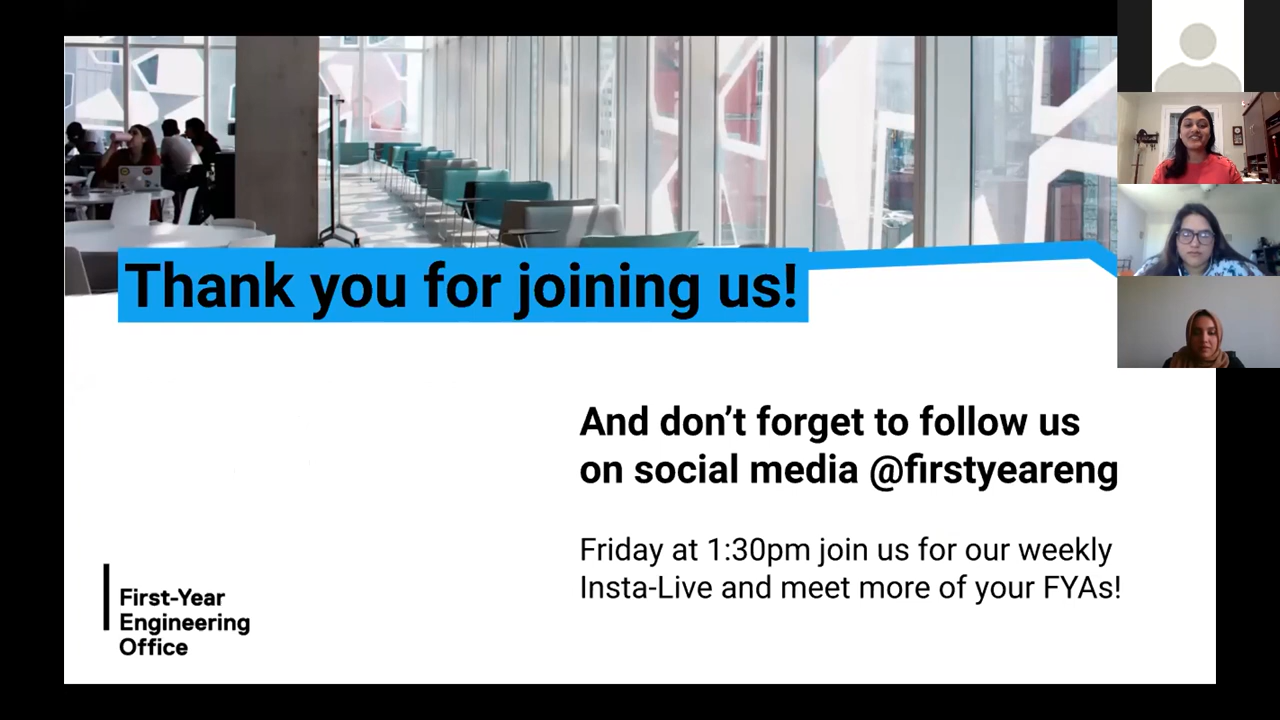 Thank you for joining us!
And don’t forget to follow us
on social media @firstyeareng
Friday at 1:30pm join us for our weekly
Insta-Live and meet more of your FYAs!
First-Year
Engineering
Office